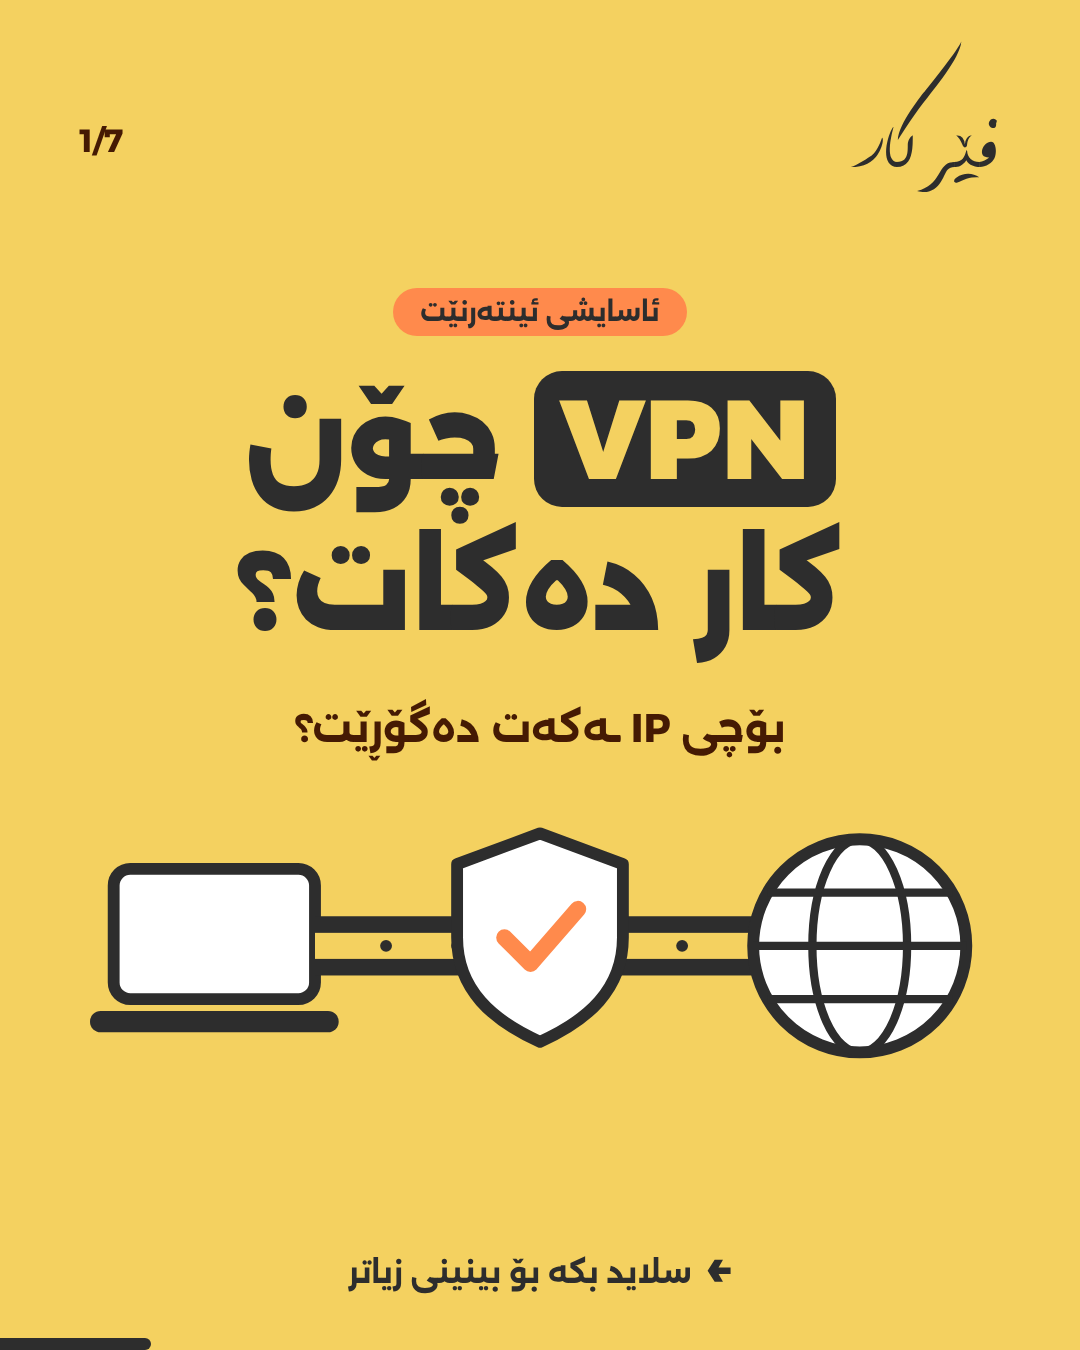 فێرکار
1/7
ئاسایشی ئینتەرنێت
VPN چۆن
کار دەکات؟
بۆچی IP ـەکەت دەگۆڕێت؟
سلاید بکە بۆ بینینی زیاتر